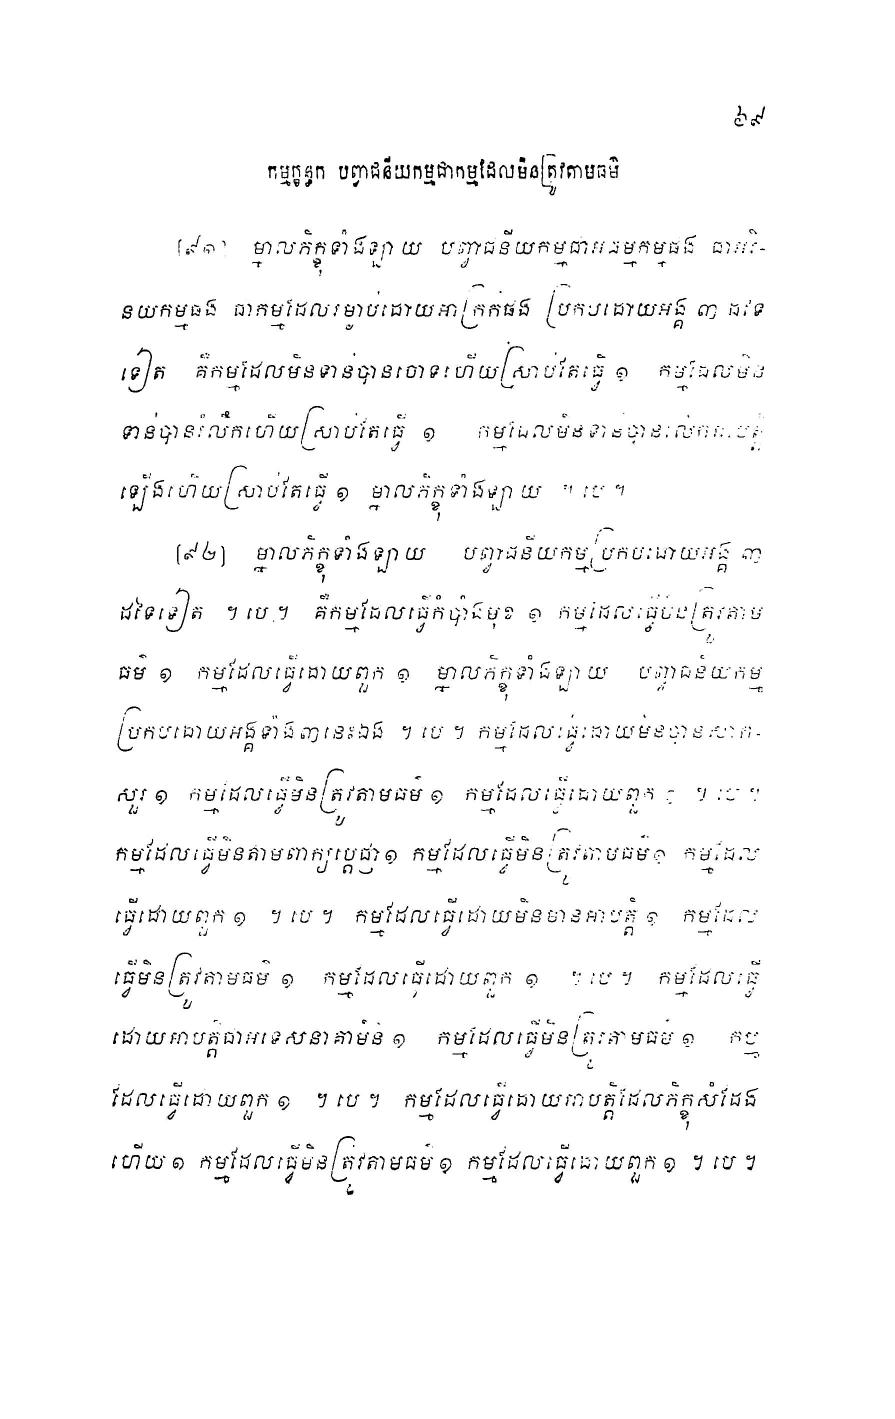 ៦៩
កម្មក្ខន្ធក បព្វាជនីយកម្មជាកម្មដែលមិនត្រូវតាមធម៌
[៩១] ម្នាលភិក្ខុទាំងឡាយ បព្វាជនីយកម្មជាអធម្មកម្មផង ជាអវិ-
នយកម្មផង ជាកម្មដែលរម្ងាប់ដោយអាក្រក់ផង ប្រកបដោយអង្គ ៣ ដទៃ
ទៀត គឺកម្មដែលមិនទាន់បានចោទហើយស្រាប់តែធ្វើ ១ កម្មដែលមិន
ទាន់បានរំលឹកហើយស្រាប់តែធ្វើ ១ កម្មដែលមិនទាន់បានដល់កអាបត្តិ
ឡើងហើយស្រាប់តែធ្វើ ១ ម្នាលភិក្ខុទាំងឡាយ ។ បេ ។
[៩២] ម្នាលភិក្ខុទាំងឡាយ បព្វាជនីយកម្មប្រកបដោយអង្គ ៣
ដទៃទៀត ។ បេ ។ គឺកម្មដែលធ្វើកំបាំងមុខ ១ កម្មដែលធ្វើមិនត្រូវតាម
ធម៌ ១ កម្មដែលធ្វើដោយពួក ១ ម្នាលភិក្ខុទាំងឡាយ បព្វាជនីយកម្ម
ប្រកបដោយអង្គទាំង៣នេះឯង ។ បេ ។ កម្មដែលធ្វើដោយមិនបានសាក-
សួរ ១ កម្មដែលធ្វើមិនត្រូវតាមធម៌ ១ កម្មដែលធ្វើដោយពួក ១ ។ បេ ។
កម្មដែលធ្វើមិនតាមពាក្យប្ដេជ្ញា ១ កម្មដែលធ្វើមិនត្រូវតាមធម៌ ១ កម្មដែល
ធ្វើដោយពួក ១ ។ បេ ។ កម្មដែលធ្វើដោយមិនមានអាបត្តិ ១ កម្មដែល
ធ្វើមិនត្រូវតាមធម៌ ១ កម្មដែលធ្វើដោយពួក ១ ។ បេ ។ កម្មដែលធ្វើ
ដោយអាបត្តិជាអទេសនាគាមិនី ១ កម្មដែលធ្វើមិនត្រូវតាមធម៌ ១ កម្ម
ដែលធ្វើដោយពួក ១ ។ បេ ។ កម្មដែលធ្វើដោយអាបត្តិដែលភិក្ខុសំដែង
ហើយ ១ កម្មដែលធ្វើមិនត្រូវតាមធម៌ ១ កម្មដែលធ្វើដោយពួក ១ ។ បេ ។